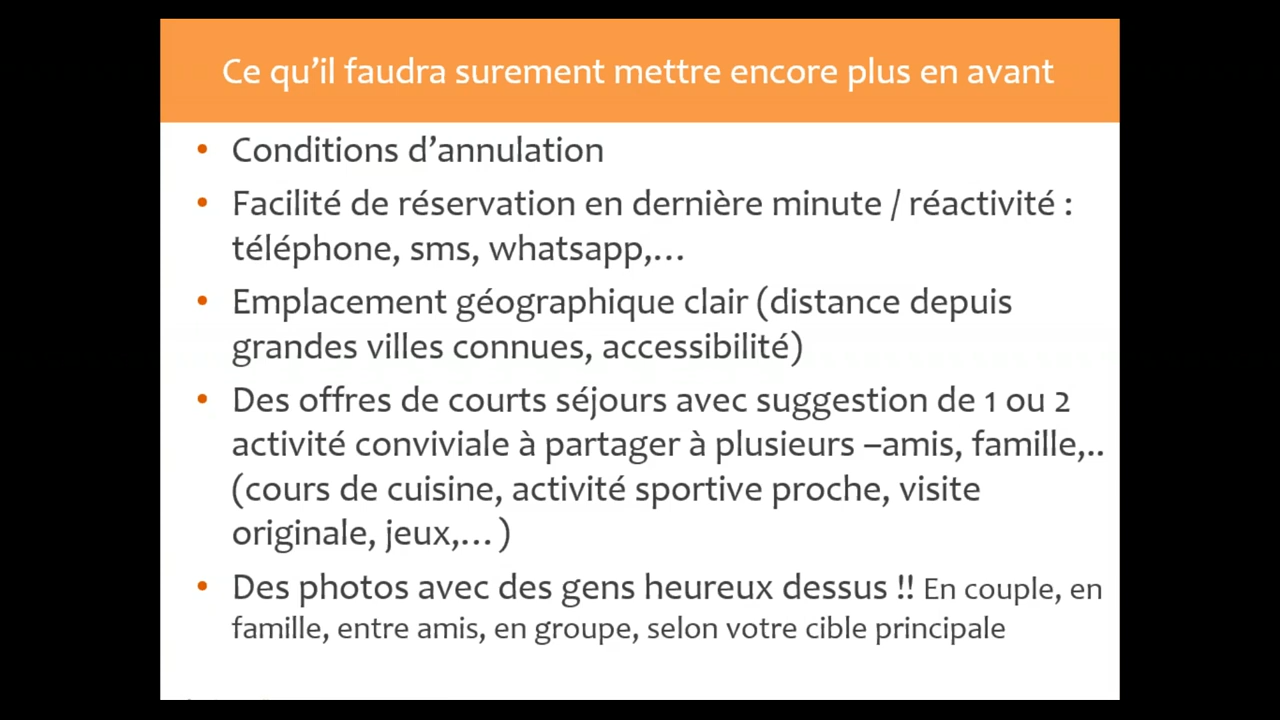 Ce qu’il faudra surement mettre encore plus en avant
• Conditions d’annulation
• Facilité de réservation en dernière minute / réactivité :
téléphone, sms, whatsapp,…
• Emplacement géographique clair (distance depuis
grandes villes connues, accessibilité)
• Des offres de courts séjours avec suggestion de 1 ou 2
activité conviviale à partager à plusieurs –amis, famille,..
(cours de cuisine, activité sportive proche, visite
originale, jeux,… )
• Des photos avec des gens heureux dessus !! En couple, en
famille, entre amis, en groupe, selon votre cible principale